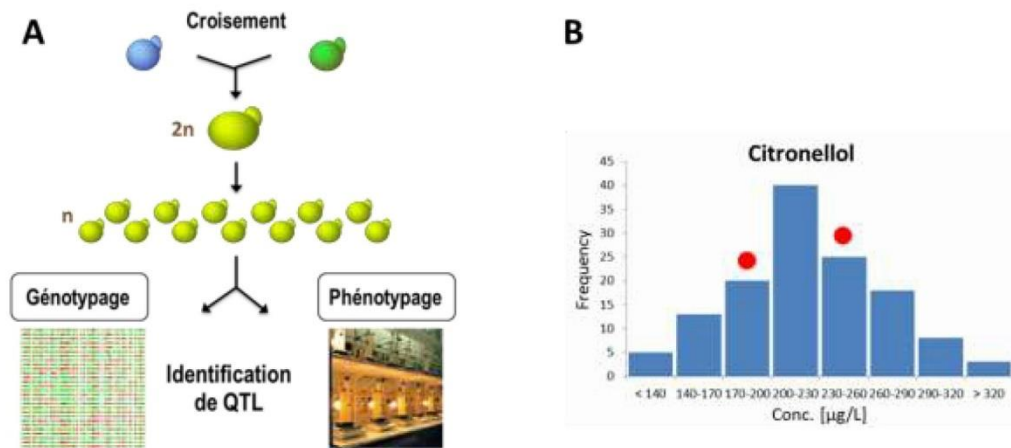 A
Croisement
2n
n
Génotypage
Phénotypage
Identification
de QTL
B
Citronellol
Frequency
45
40
35
30
25
20
15
10
5
0
< 140 140-170 170-200 200-230 230-260 260-290 290-320 > 320
Conc. [µg/L]